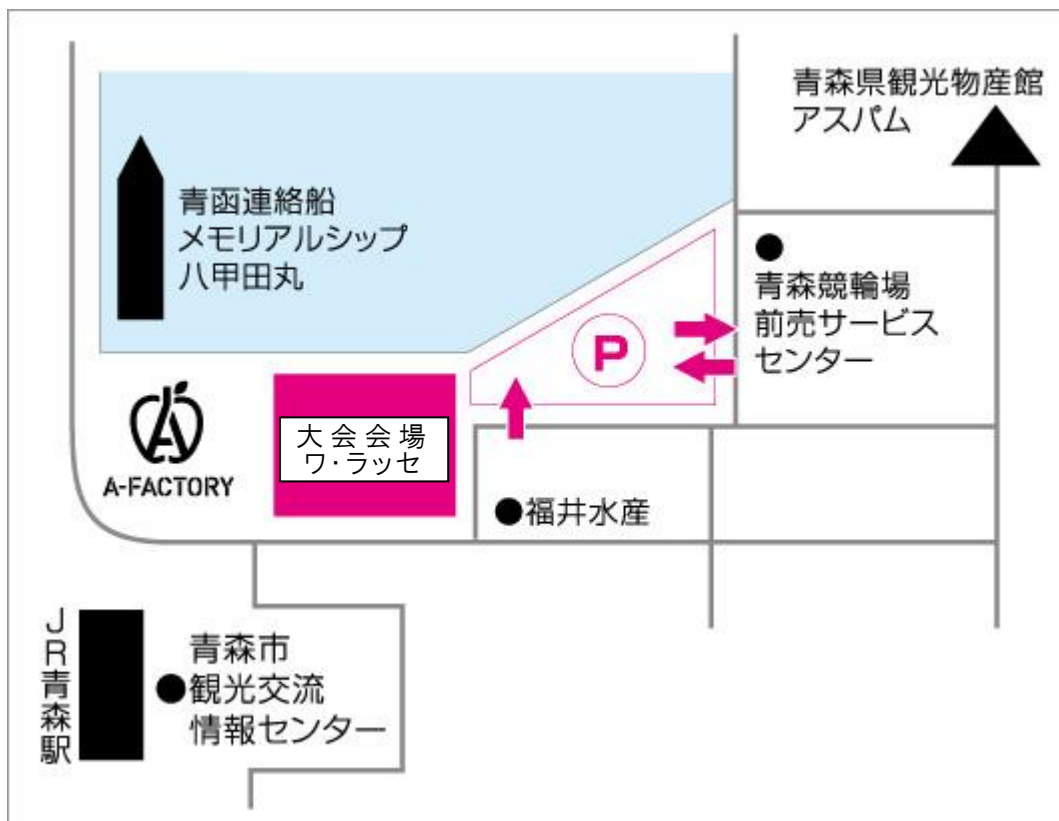 青森県観光物産館
アスパム
青函連絡船
メモリアルシップ
八甲田丸
青森競輪場
前売サービス
センター
P
大会会場
ワ・ラッセ
A-FACTORY
福井水産
JR青森駅
青森市
観光交流
情報センター